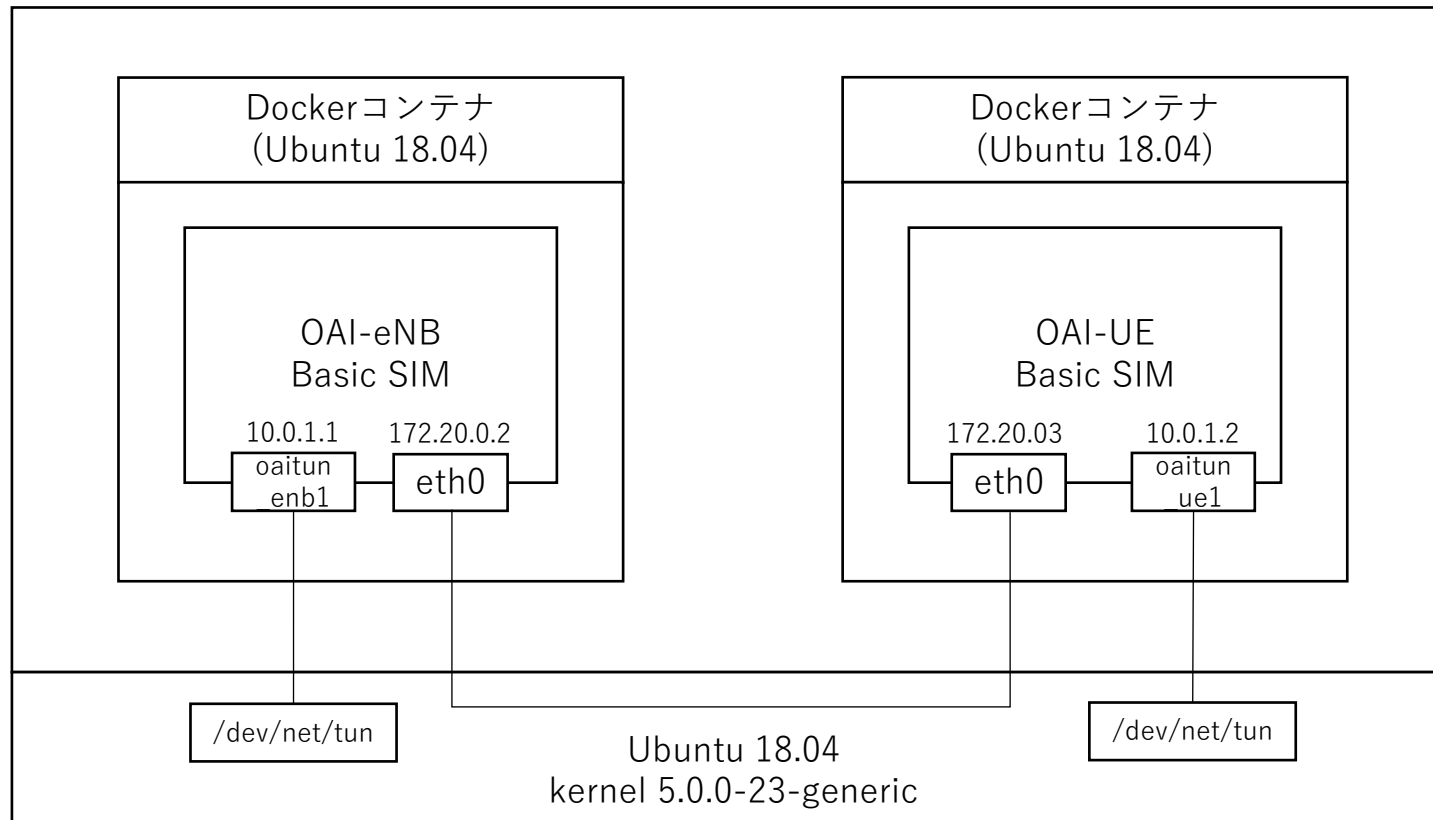 Dockerコンテナ
(Ubuntu 18.04)
OAI-eNB
Basic SIM
10.0.1.1
172.20.0.2
oaitun
_enb1
eth0
Dockerコンテナ
(Ubuntu 18.04)
OAI-UE
Basic SIM
172.20.03
10.0.1.2
eth0
oaitun
_ue1
/dev/net/tun
/dev/net/tun
Ubuntu 18.04
kernel 5.0.0-23-generic